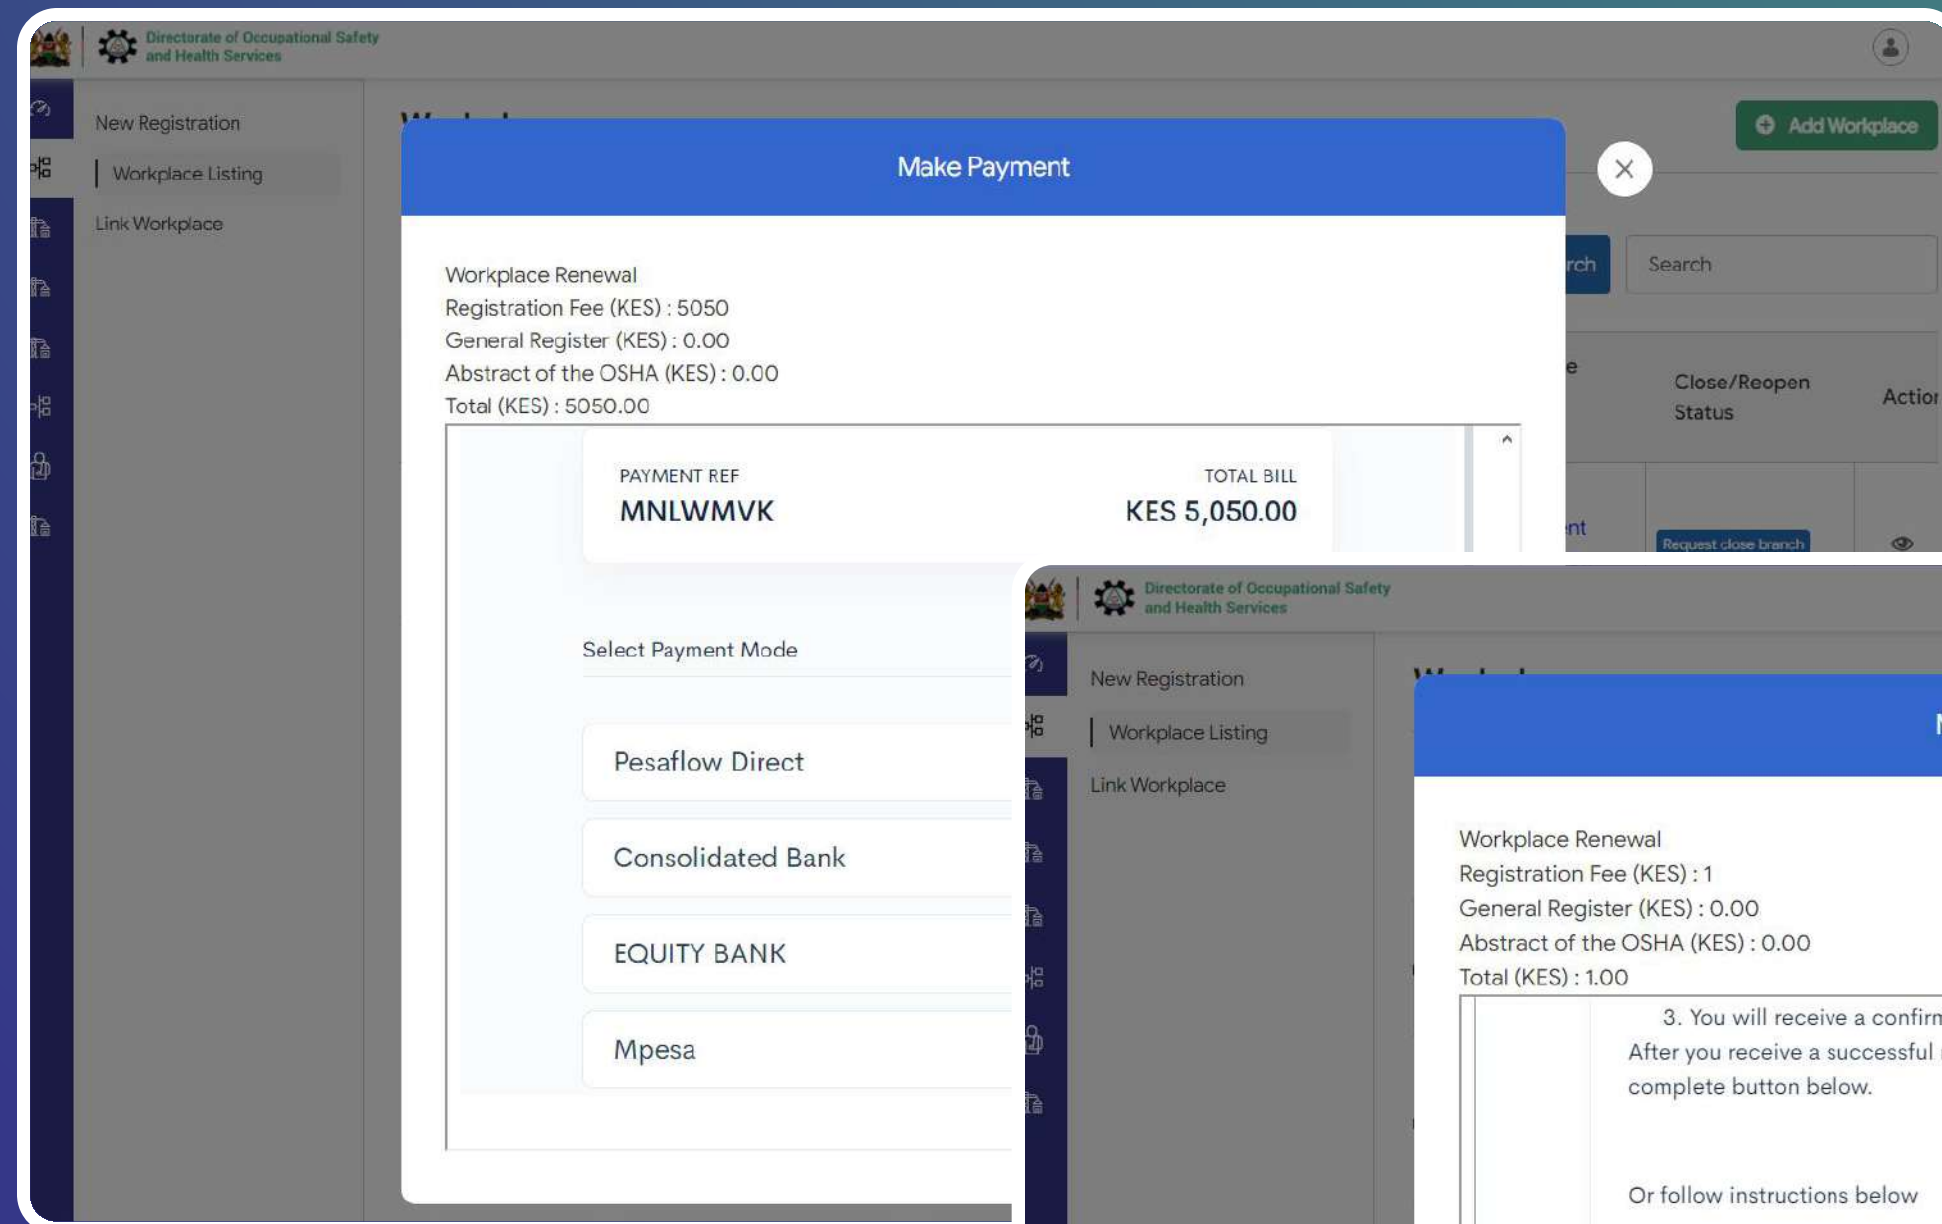 Directorate of Occupational Safety
and Health Services
New Registration
Workplace Listing
Link Workplace
Add Workplace
Make Payment
rch
Search
Workplace Renewal
Registration Fee (KES) : 5050
General Register (KES) : 0.00
Abstract of the OSHA (KES) : 0.00
Total (KES) : 5050.00
e
Close/Reopen
Status
Action
PAYMENT REF
TOTAL BILL
MNLWMVK
KES 5,050.00
ent
Request close branch
Select Payment Mode
Pesaflow Direct
Consolidated Bank
EQUITY BANK
Mpesa
Directorate of Occupational Safety
and Health Services
New Registration
Workplace Listing
Link Workplace
Workplace Renewal
Registration Fee (KES) : 1
General Register (KES) : 0.00
Abstract of the OSHA (KES) : 0.00
Total (KES) : 1.00
3. You will receive a confirm
After you receive a successful
complete button below.
Or follow instructions below